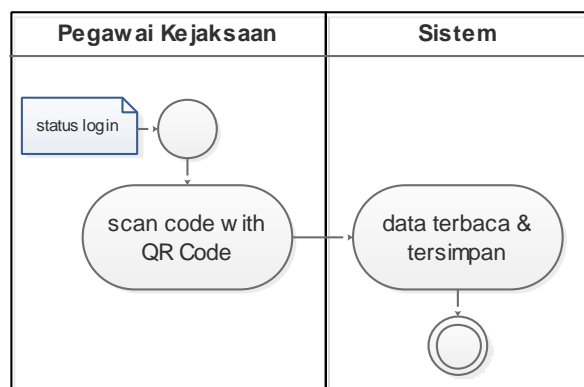 Pegawai Kejaksaan
Sistem
status login
scan code with
QR Code
data terbaca &
tersimpan